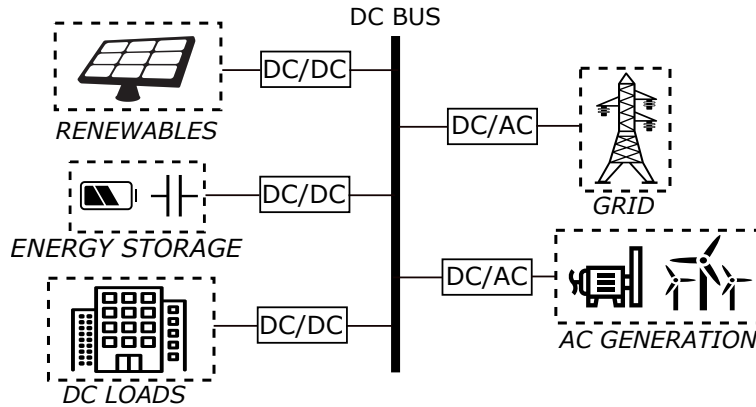 DC BUS
DC/DC
RENEWABLES
DC/AC
GRID
DC/DC
ENERGY STORAGE
DC/AC
AC GENERATION
DC/DC
DC LOADS